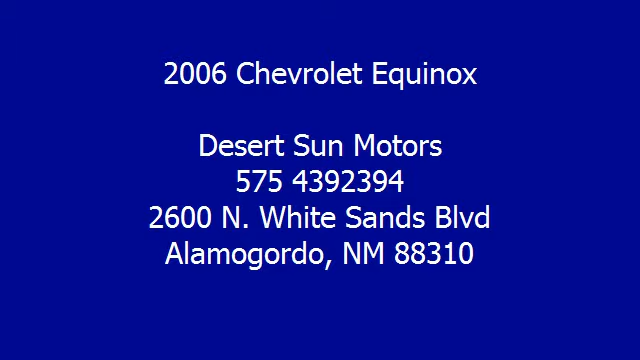 2006 Chevrolet Equinox
Desert Sun Motors
575 4392394
2600 N. White Sands Blvd
Alamogordo, NM 88310